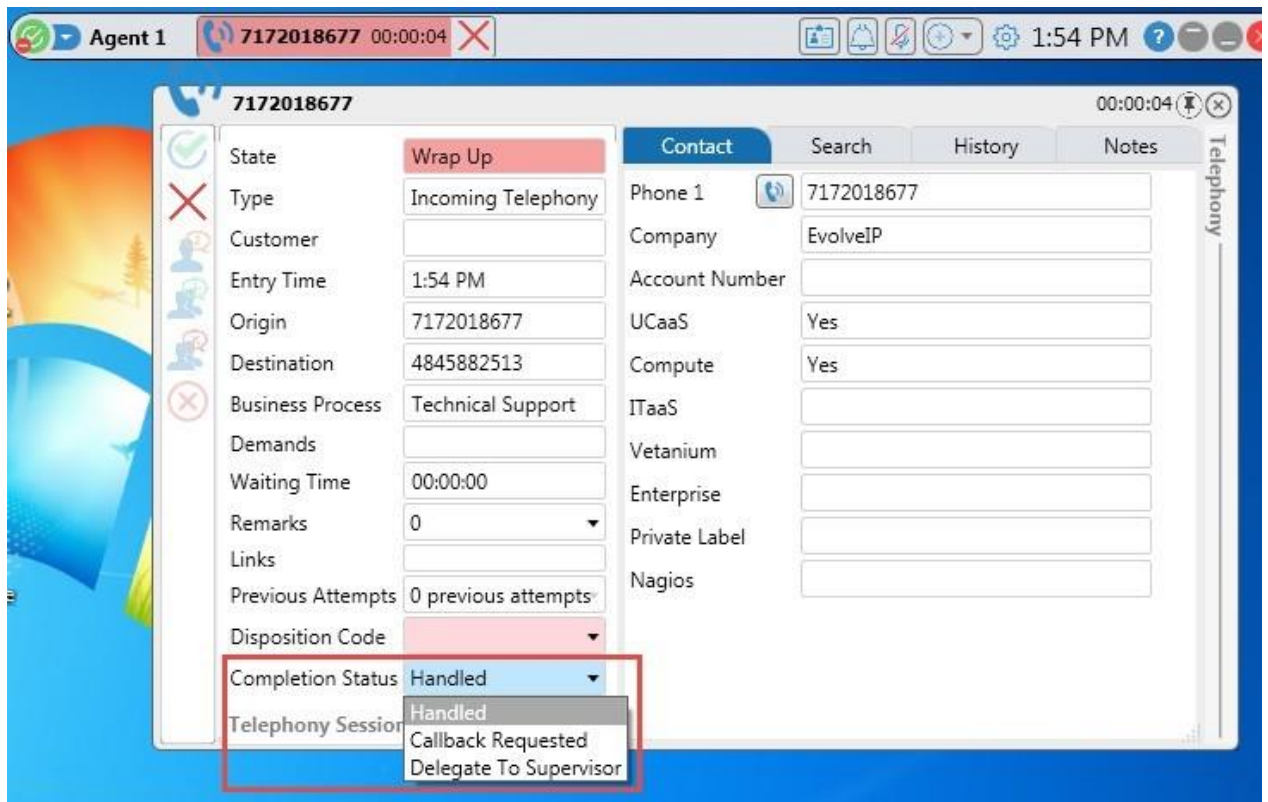 Agent 1
7172018677 00:00:04
1:54 PM
?
7172018677
00:00:04
State Wrap Up
Type Incoming Telephony
Customer
Entry Time 1:54 PM
Origin 7172018677
Destination 4845882513
Business Process Technical Support
Demands
Waiting Time 00:00:00
Remarks 0
Links
Previous Attempts 0 previous attempts
Disposition Code
Completion Status Handled
Telephony Session
Handled
Callback Requested
Delegate To Supervisor
Contact Search History Notes
Phone 1 7172018677
Company EvolveIP
Account Number
UCaaS Yes
Compute Yes
ITaaS
Vetanium
Enterprise
Private Label
Nagios
Telephony